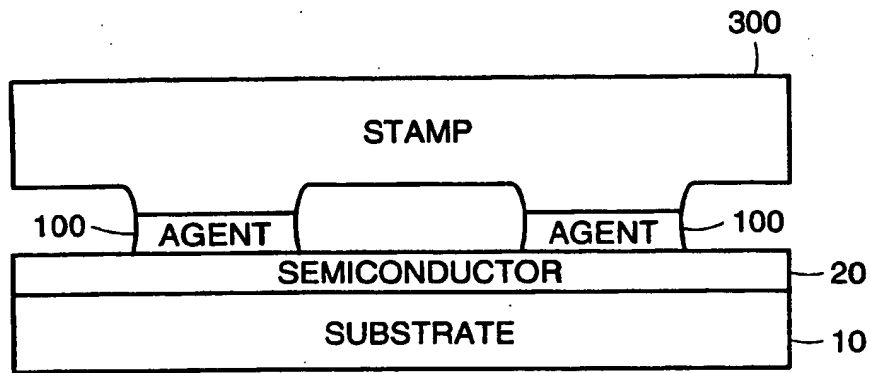 300
STAMP
100 AGENT AGENT 100
SEMICONDUCTOR 20
SUBSTRATE 10